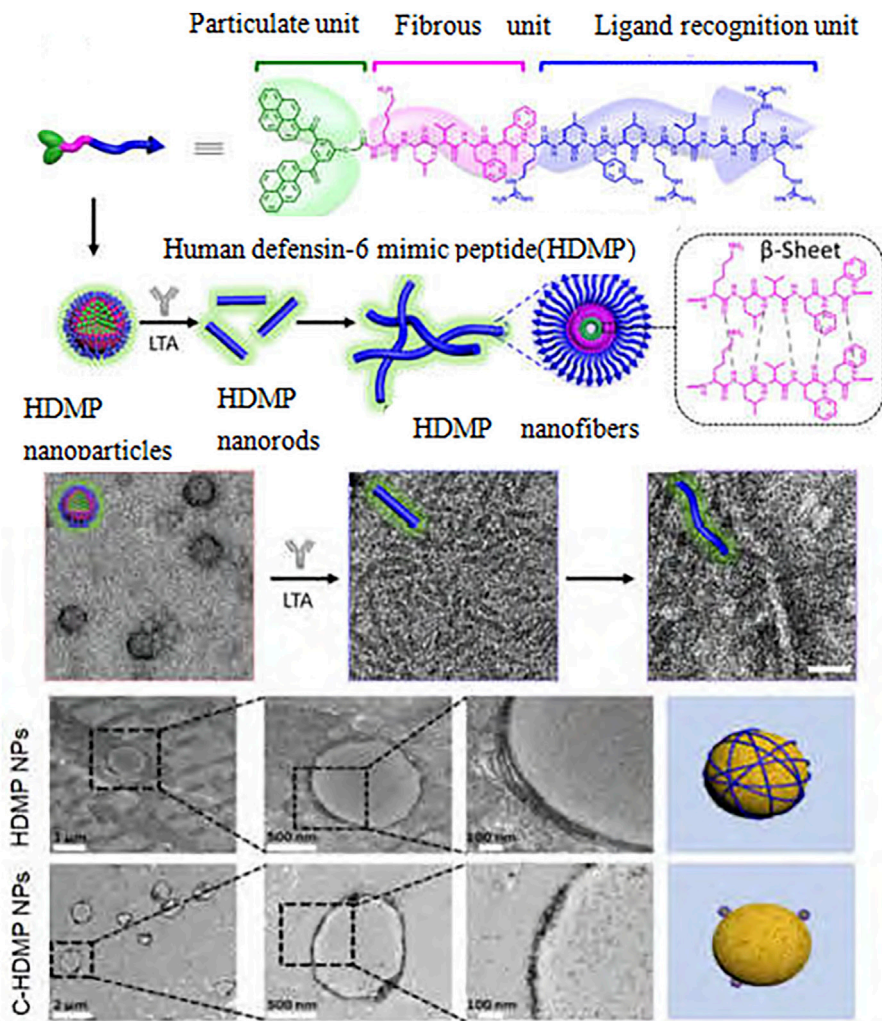 Particulate unit Fibrous unit Ligand recognition unit
Human defensin-6 mimic peptide(HDMP)
β-Sheet
LTA
HDMP nanoparticles
HDMP nanorods
HDMP nanofibers
LTA
HDMP NPs
1 μm
500 nm
100 nm
C-HDMP NPs
2 μm
500 nm
100 nm